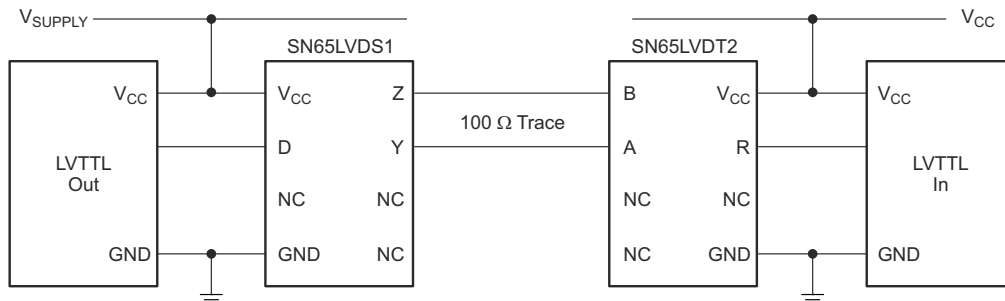 V_SUPPLY
V_CC
SN65LVDS1
SN65LVDT2
V_CC
V_CC
Z
B
V_CC
V_CC
100 Ω Trace
D
Y
A
R
LVTTL
Out
LVTTL
In
NC
NC
NC
NC
GND
GND
NC
NC
GND
GND